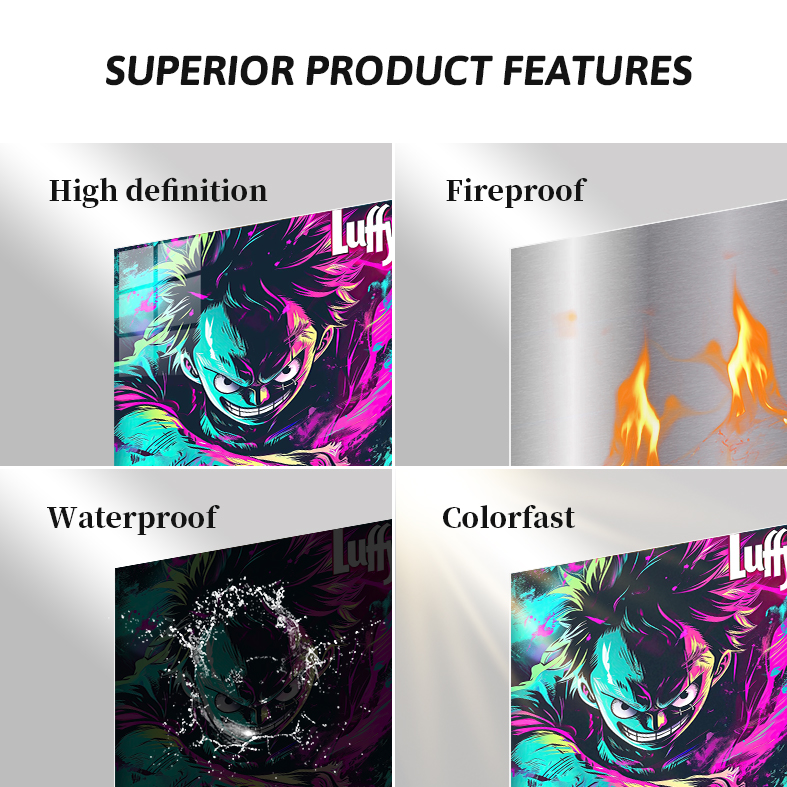 SUPERIOR PRODUCT FEATURES
High definition
Fireproof
Luffy
Waterproof
Colorfast
Luffy
Luffy